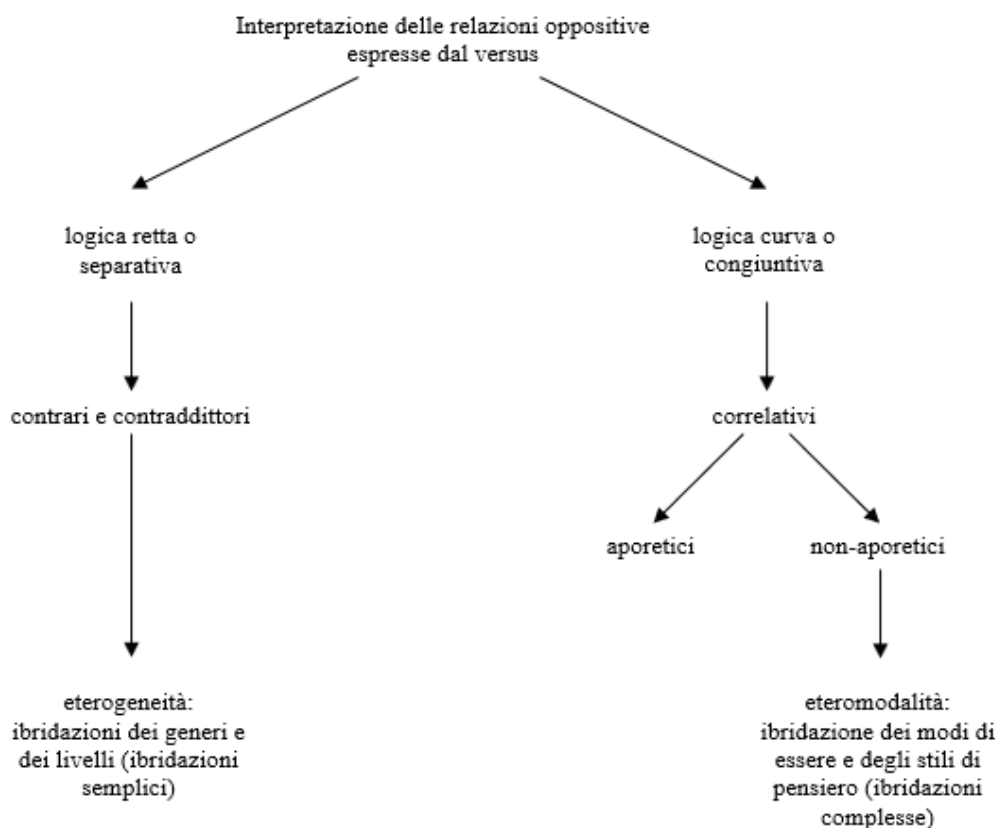 Interpretazione delle relazioni oppositive
espresse dal versus
logica retta o
separativa
logica curva o
congiuntiva
contrari e contraddittori
correlativi
aporetici
non-aporetici
eterogeneità:
ibridazioni dei generi e
dei livelli (ibridazioni
semplici)
eteromodalità:
ibridazione dei modi di
essere e degli stili di
pensiero (ibridazioni
complesse)